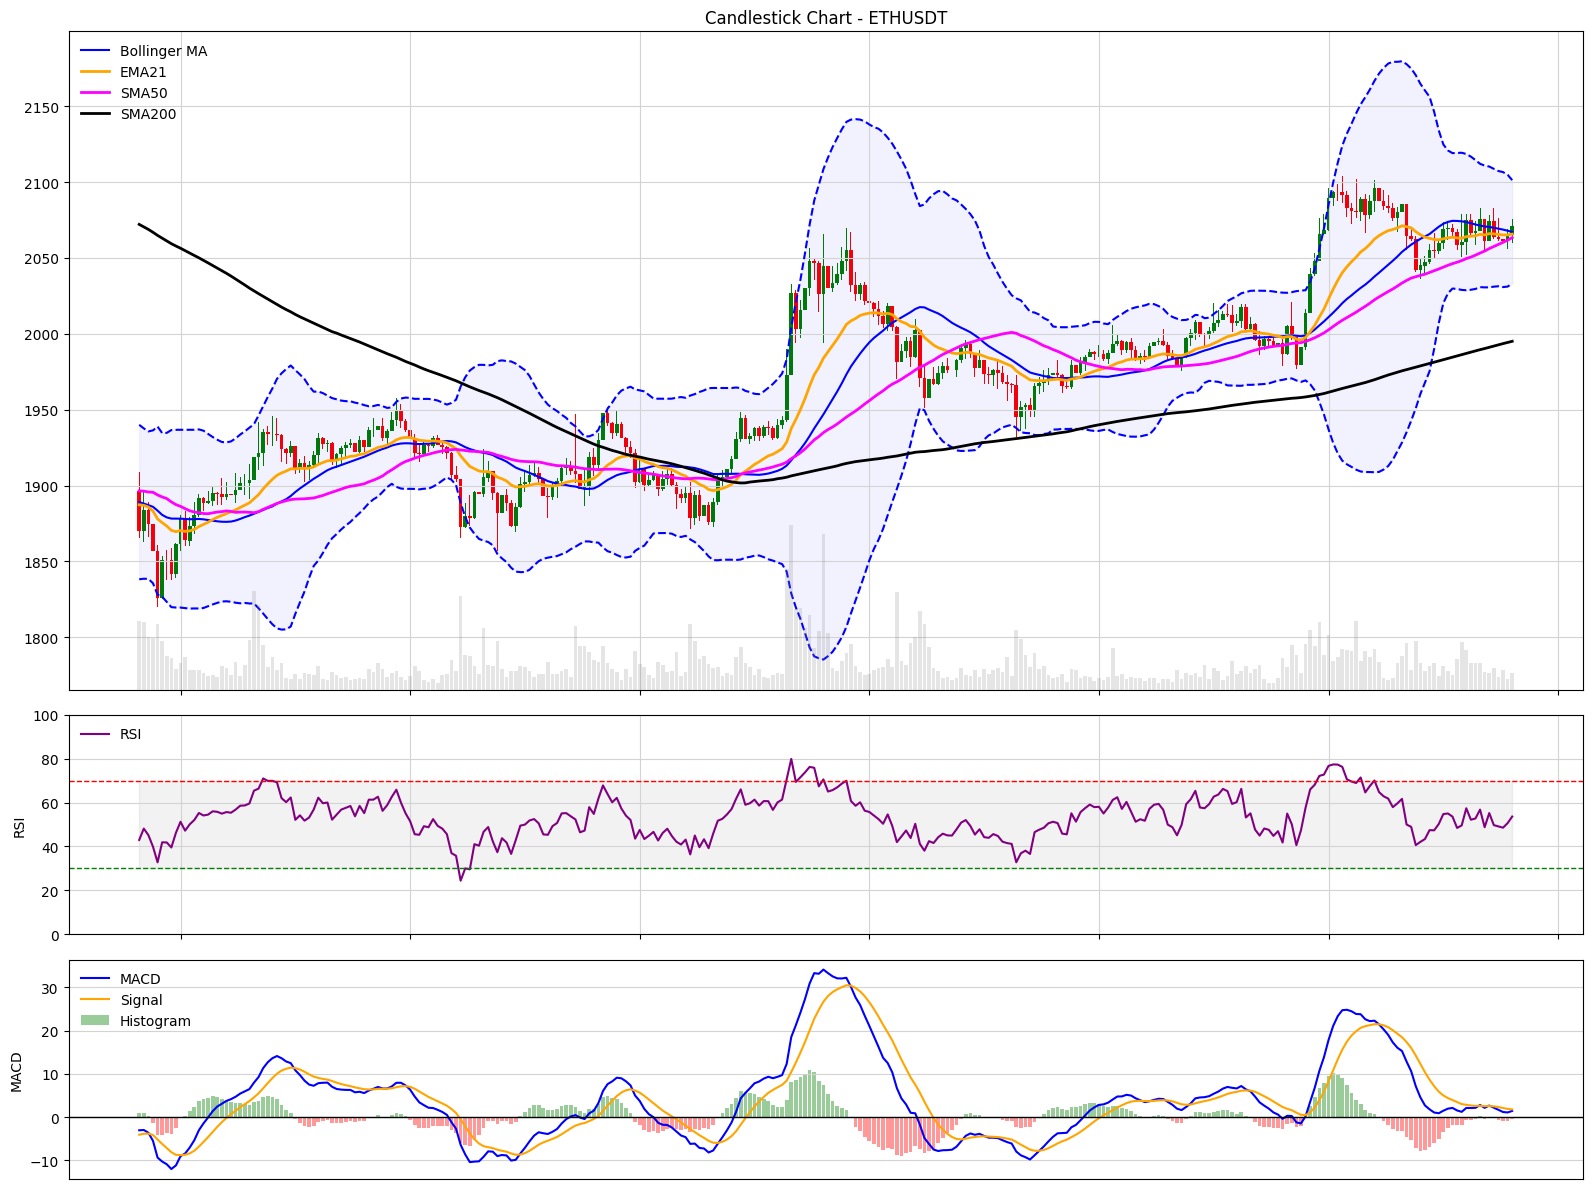 Candlestick Chart - ETHUSDT
Bollinger MA
EMA21
SMA50
SMA200
2150
2100
2050
2000
1950
1900
1850
1800
RSI
RSI
100
80
60
40
20
0
MACD
MACD
Signal
Histogram
30
20
10
0
−10